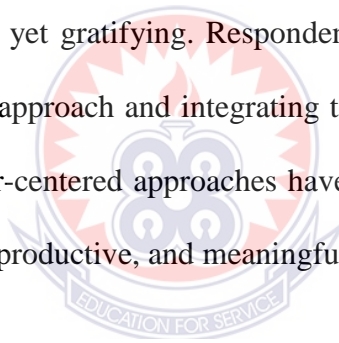 yet gratifying. Responden
approach and integrating t
r-centered approaches have
productive, and meaningfu
EDUCATION FOR SERVICE